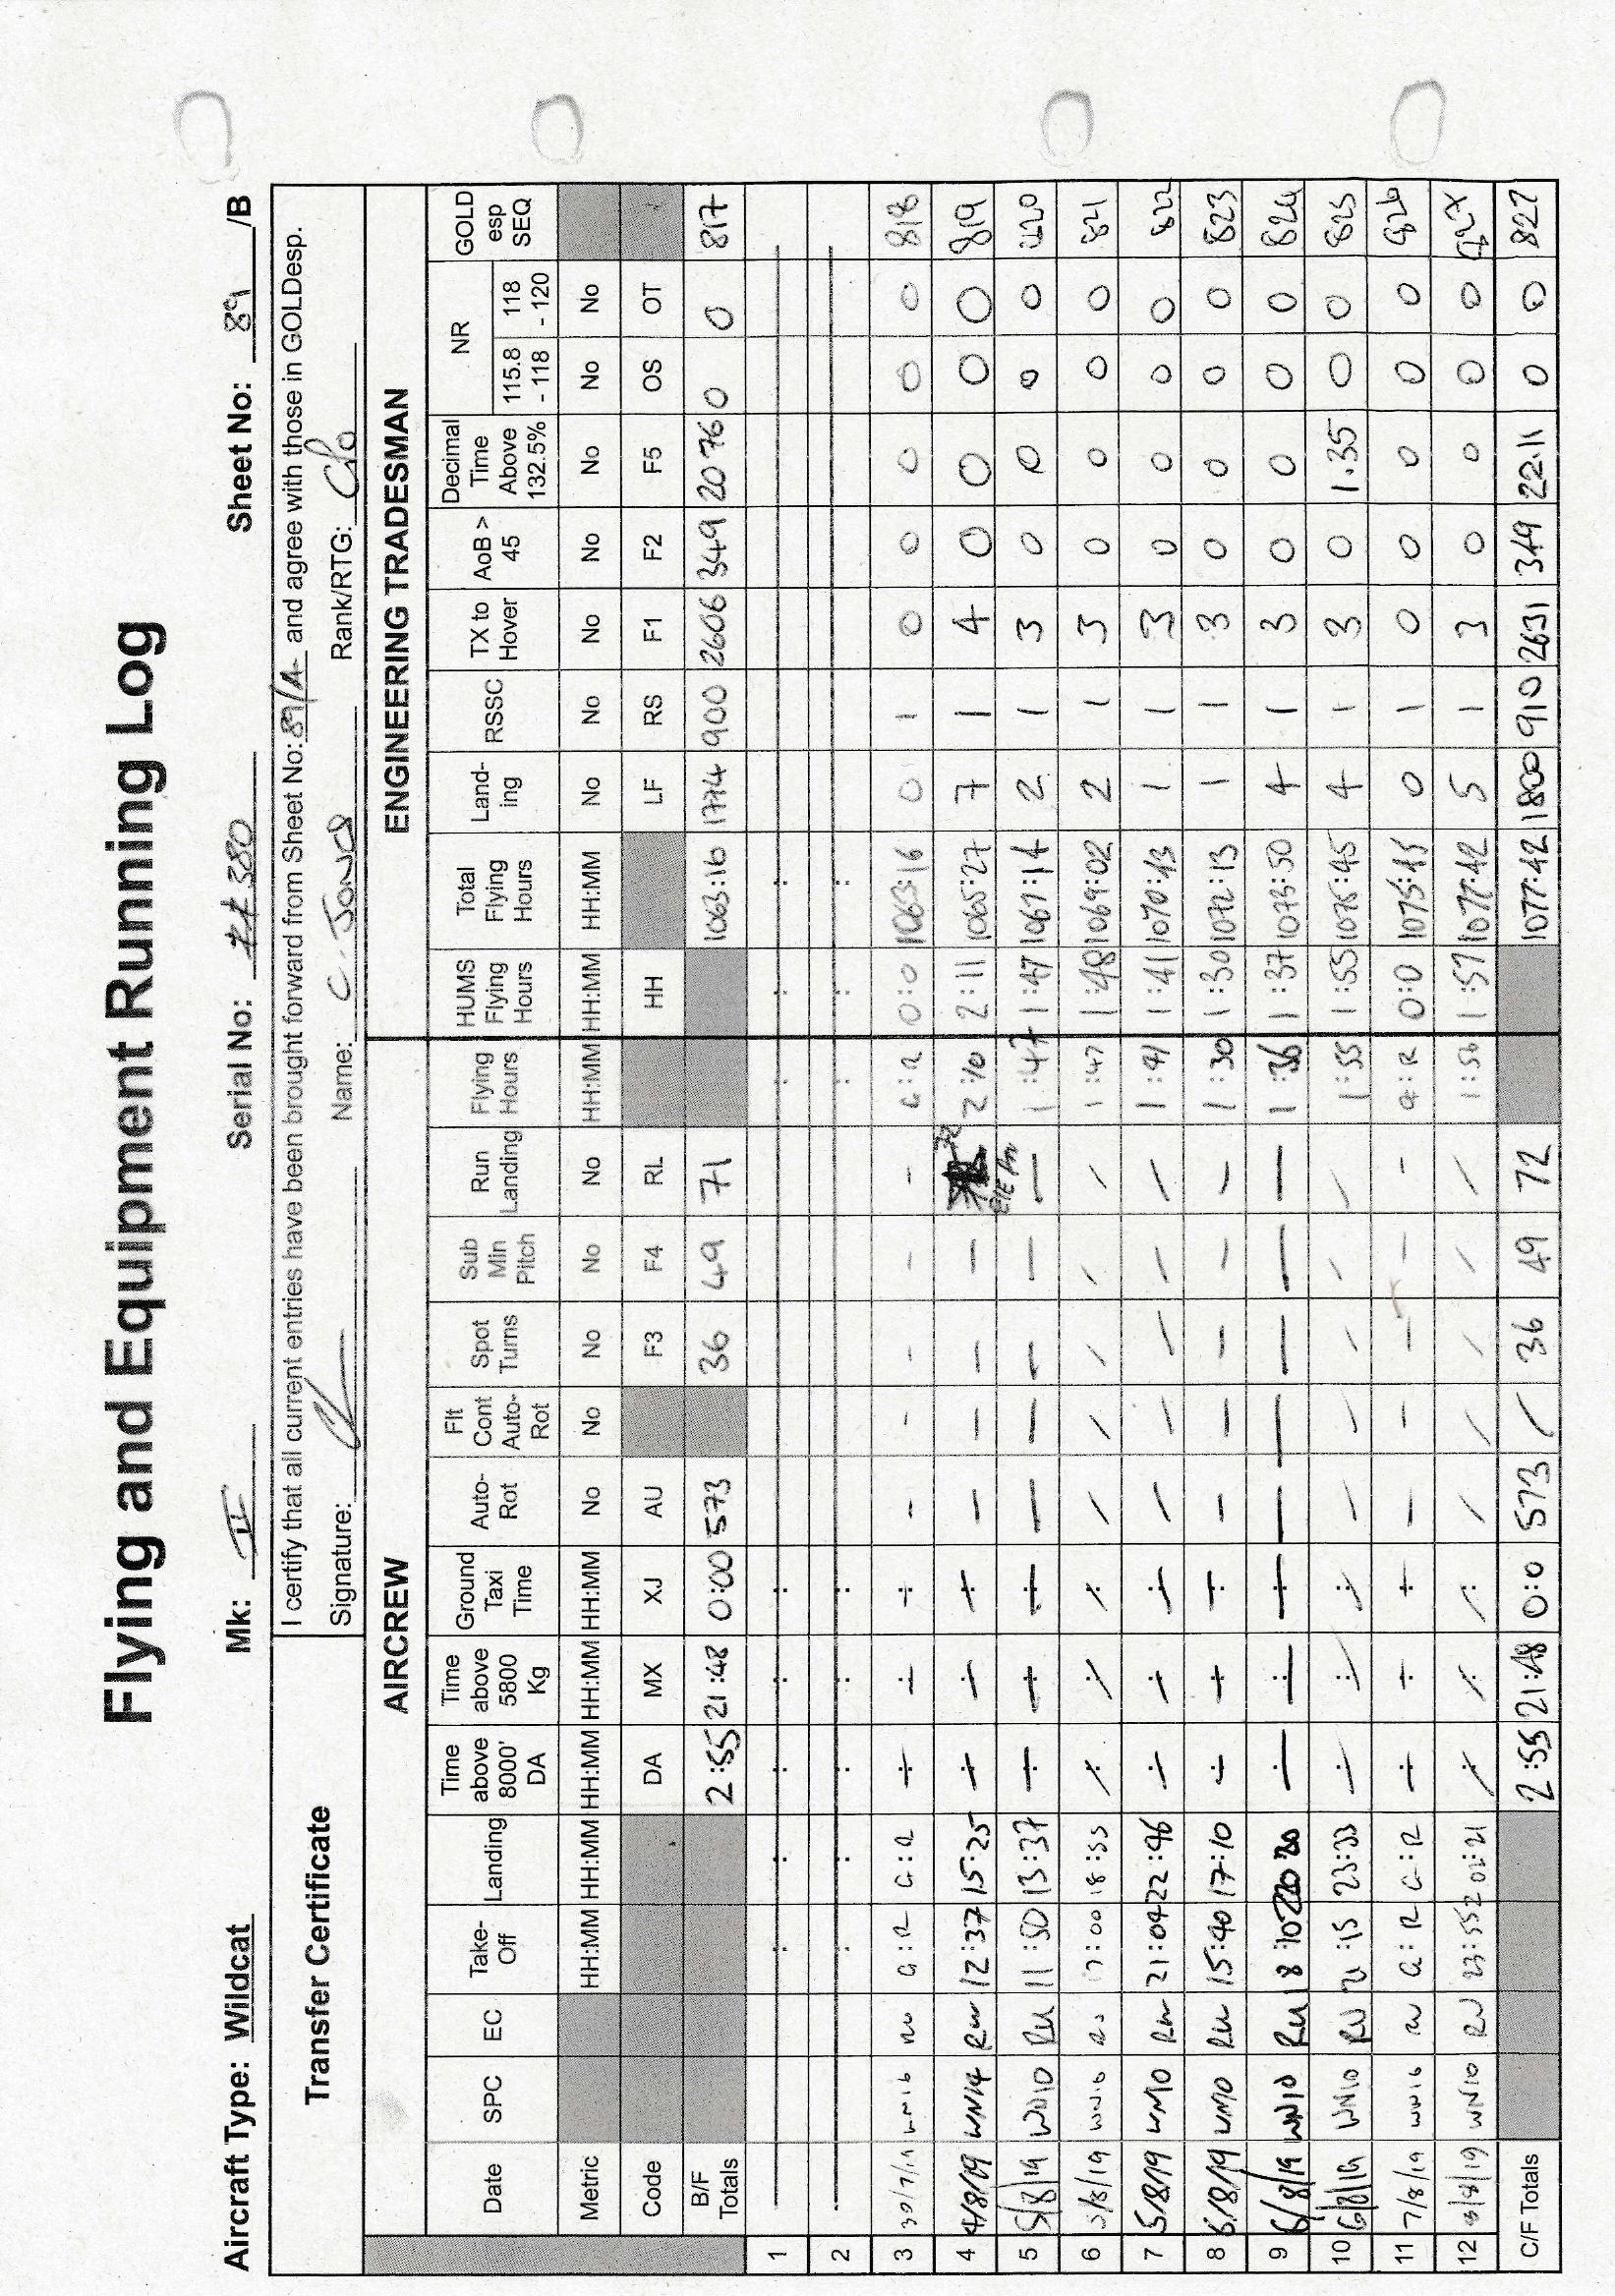 Flying and Equipment Running Log
Aircraft Type: Wildcat Mk: II Serial No: ZZ380 Sheet No: 89 /B
Transfer Certificate
I certify that all current entries have been brought forward from Sheet No: 89/A and agree with those in GOLDesp.
Signature: Name: C. JONES Rank/RTG: CPO
AIRCREW ENGINEERING TRADESMAN
Date SPC EC Take-Off Landing Time above 8000' DA Time above 5800 Kg Ground Taxi Time Auto-Rot Flt Cont Auto-Rot Spot Turns Sub Min Pitch Run Landing Flying Hours HUMS Flying Hours Total Flying Hours Land-ing RSSC TX to Hover AoB > 45 Decimal Time Above 132.5% NR 115.8 - 118 118 - 120 GOLD esp SEQ
Metric HH:MM HH:MM HH:MM HH:MM HH:MM No No No No No HH:MM HH:MM HH:MM No No No No No No No
Code DA MX XJ AU F3 F4 RL HH LF RS F1 F2 F5 OS OT
B/F Totals 2:55 21:48 0:00 573 36 49 71 1063:16 1774 900 2606 349 20 76 0 0 817
1 : : : : : : : :
2 : : : : : : : :
3 30/7/19 WN16 RW G:R G:R ÷ ÷ ÷ - - - - - G:R 0:0 1063:16 0 1 0 0 0 0 0 818
4 4/8/19 WN14 RW 12:37 15:25 ÷ ÷ ÷ - - - - 72 2:10 2:11 1065:27 7 1 4 0 0 0 0 819
5 5/8/19 WN10 RW 11:50 13:37 ÷ ÷ ÷ - - - - - 1:47 1:47 1067:14 2 1 3 0 0 0 0 820
6 5/8/19 WN10 RW 17:00 18:55 ÷ ÷ ÷ / / / / / 1:47 1:48 1069:02 2 1 3 0 0 0 0 821
7 5/8/19 WN10 RW 21:04 22:46 ÷ ÷ ÷ / / / / / 1:41 1:41 1070:43 1 1 3 0 0 0 0 822
8 6/8/19 WN10 RW 15:40 17:10 ÷ ÷ ÷ - - - - - 1:30 1:30 1072:13 1 1 3 0 0 0 0 823
9 6/8/19 WN10 RW 18:10 20:20 ÷ ÷ ÷ - - - - - 1:36 1:37 1073:50 4 1 3 0 0 0 0 824
10 6/8/19 WN10 RW 21:15 23:33 ÷ ÷ ÷ / / / / / 1:55 1:55 1075:45 4 1 3 0 1.35 0 0 825
11 7/8/19 WN16 RW G:R G:R ÷ ÷ ÷ - - - - - G:R 0:0 1075:45 0 1 0 0 0 0 0 826
12 8/8/19 WN10 RW 23:55 202:21 ÷ ÷ ÷ / / / / / 1:56 1:57 1077:42 5 1 3 0 0 0 0 827
C/F Totals 2:55 21:48 0:0 573 / 36 49 72 1077:42 1800 910 2631 349 22.11 0 0 827